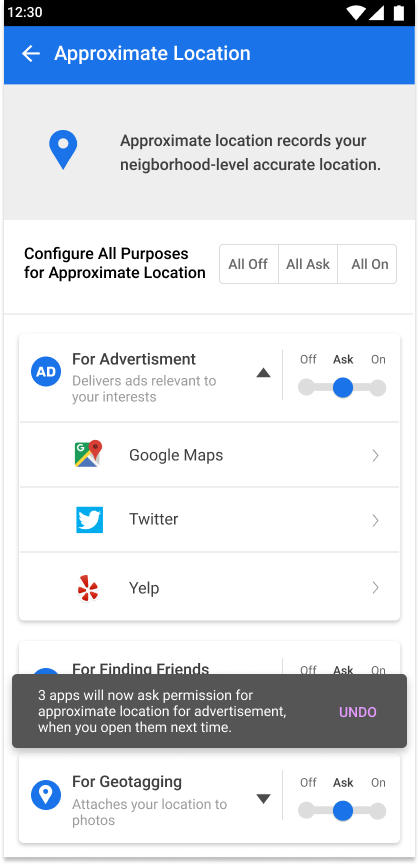 12:30
Approximate Location
Approximate location records your
neigborhood-level accurate location.
Configure All Purposes
for Approximate Location
All Off
All Ask
All On
AD
For Advertisment
Delivers ads relevant to
your interests
Off Ask On
G
Google Maps
Twitter
Yelp
For Finding Friends
Off Ask On
3 apps will now ask permission for
approximate location for advertisement,
when you open them next time.
UNDO
For Geotagging
Attaches your location to
photos
Off Ask On